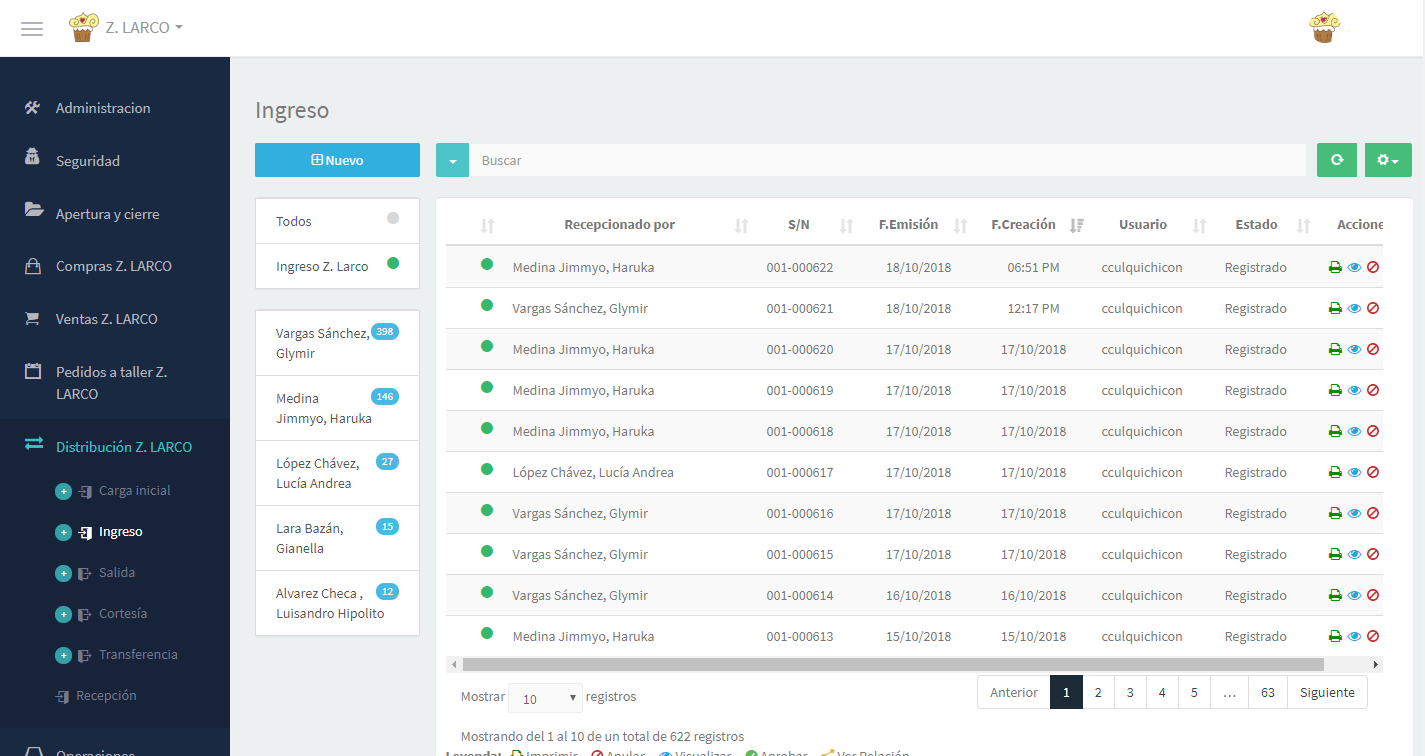 Z. LARCO
Administracion
Seguridad
Apertura y cierre
Compras Z. LARCO
Ventas Z. LARCO
Pedidos a taller Z.
LARCO
Distribución Z. LARCO
Carga inicial
Ingreso
Salida
Cortesía
Transferencia
Recepción
Operaciones
Ingreso
Nuevo
Buscar
Todos
Ingreso Z. Larco
Vargas Sánchez, 398
Glymir
Medina 146
Jimmyo, Haruka
López Chávez, 27
Lucía Andrea
Lara Bazán, 15
Gianella
Alvarez Checa , 12
Luisandro Hipolito
Recepcionado por S/N F.Emisión F.Creación Usuario Estado Accione
Medina Jimmyo, Haruka 001-000622 18/10/2018 06:51 PM cculquichicon Registrado
Vargas Sánchez, Glymir 001-000621 18/10/2018 12:17 PM cculquichicon Registrado
Medina Jimmyo, Haruka 001-000620 17/10/2018 17/10/2018 cculquichicon Registrado
Medina Jimmyo, Haruka 001-000619 17/10/2018 17/10/2018 cculquichicon Registrado
Medina Jimmyo, Haruka 001-000618 17/10/2018 17/10/2018 cculquichicon Registrado
López Chávez, Lucía Andrea 001-000617 17/10/2018 17/10/2018 cculquichicon Registrado
Vargas Sánchez, Glymir 001-000616 17/10/2018 17/10/2018 cculquichicon Registrado
Vargas Sánchez, Glymir 001-000615 17/10/2018 17/10/2018 cculquichicon Registrado
Vargas Sánchez, Glymir 001-000614 16/10/2018 16/10/2018 cculquichicon Registrado
Medina Jimmyo, Haruka 001-000613 15/10/2018 15/10/2018 cculquichicon Registrado
Mostrar 10 registros
Anterior 1 2 3 4 5 … 63 Siguiente
Mostrando del 1 al 10 de un total de 622 registros
Leyenda: Imprimir Anular Visualizar Aprobar Ver Relación